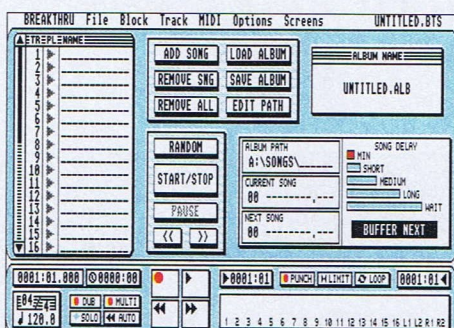 BREAKTHRU File Block Track MIDI Options Screens UNTITLED.BTS
NAME
1
2
3
4
5
6
7
8
9
10
11
12
13
14
15
16
ADD SONG LOAD ALBUM
REMOVE SNG SAVE ALBUM
REMOVE ALL EDIT PATH
ALBUM NAME
UNTITLED.ALB
RANDOM
START/STOP
PAUSE
<< >>
ALBUM PATH
A:\SONGS\______
CURRENT SONG
00 --------.---
NEXT SONG
00 --------.---
SONG DELAY
MIN
SHORT
MEDIUM
LONG
WAIT
BUFFER NEXT
0001:01.000 0000:00
DUB MULTI
SOLO AUTO
120.0
0001:01 PUNCH LIMIT LOOP 0001:01
1 2 3 4 5 6 7 8 9 10 11 12 13 14 15 16 L1 L2 R1 R2